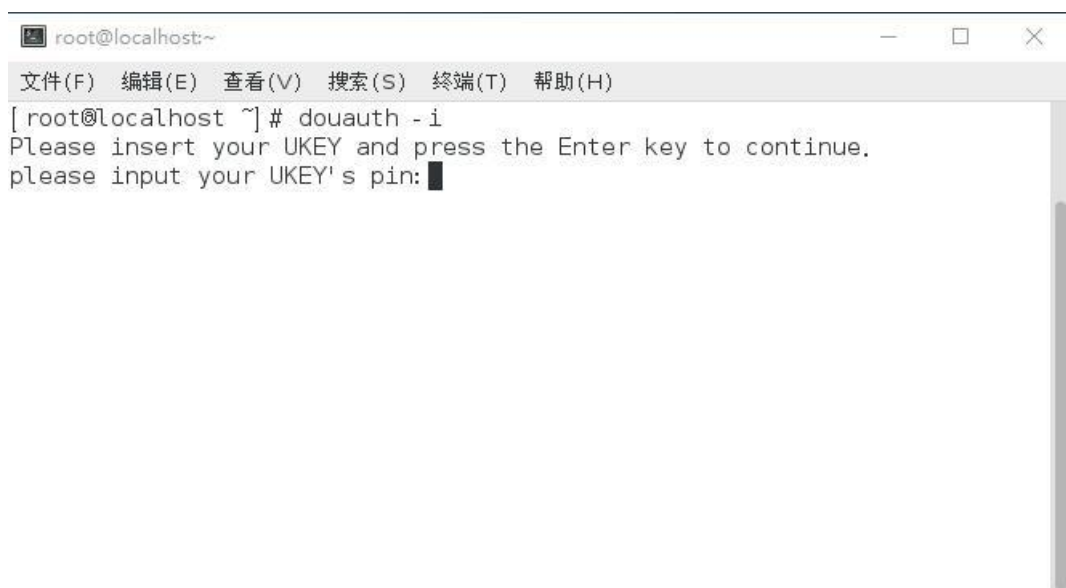 root@localhost:~
文件(F) 编辑(E) 查看(V) 搜索(S) 终端(T) 帮助(H)
[root@localhost ~]# douauth -i
Please insert your UKEY and press the Enter key to continue.
please input your UKEY's pin: